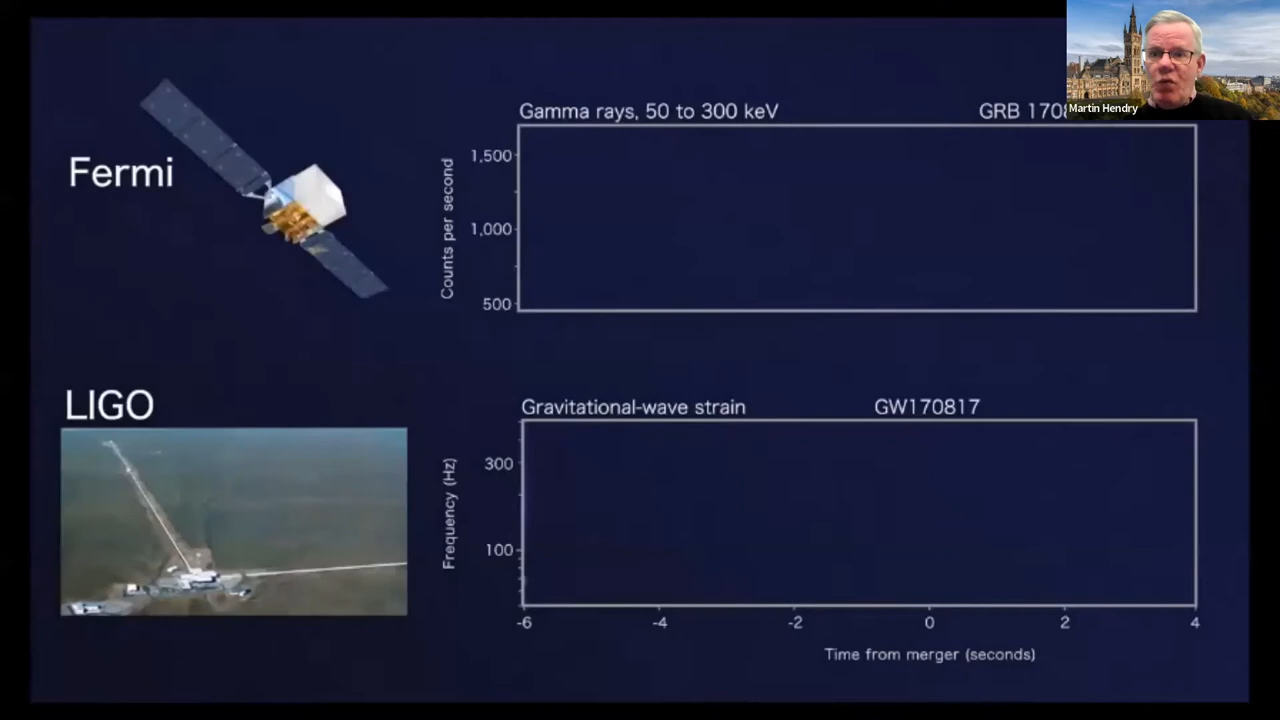 Martin Hendry
Gamma rays, 50 to 300 keV
Fermi
1,500
1,000
500
Counts per second
LIGO
Gravitational-wave strain GW170817
300
100
Frequency (Hz)
-6 -4 -2 0 2 4
Time from merger (seconds)
GRB